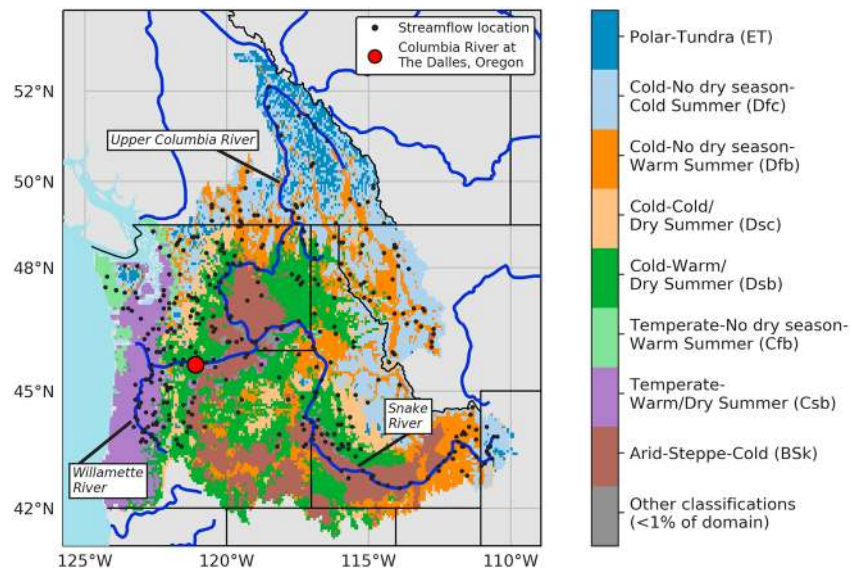 Streamflow location
Columbia River at
The Dalles, Oregon
52°N
50°N
48°N
45°N
42°N
125°W
120°W
115°W
110°W
Upper Columbia River
Snake
River
Willamette
River
Polar-Tundra (ET)
Cold-No dry season-
Cold Summer (Dfc)
Cold-No dry season-
Warm Summer (Dfb)
Cold-Cold/
Dry Summer (Dsc)
Cold-Warm/
Dry Summer (Dsb)
Temperate-No dry season-
Warm Summer (Cfb)
Temperate-
Warm/Dry Summer (Csb)
Arid-Steppe-Cold (BSk)
Other classifications
(<1% of domain)